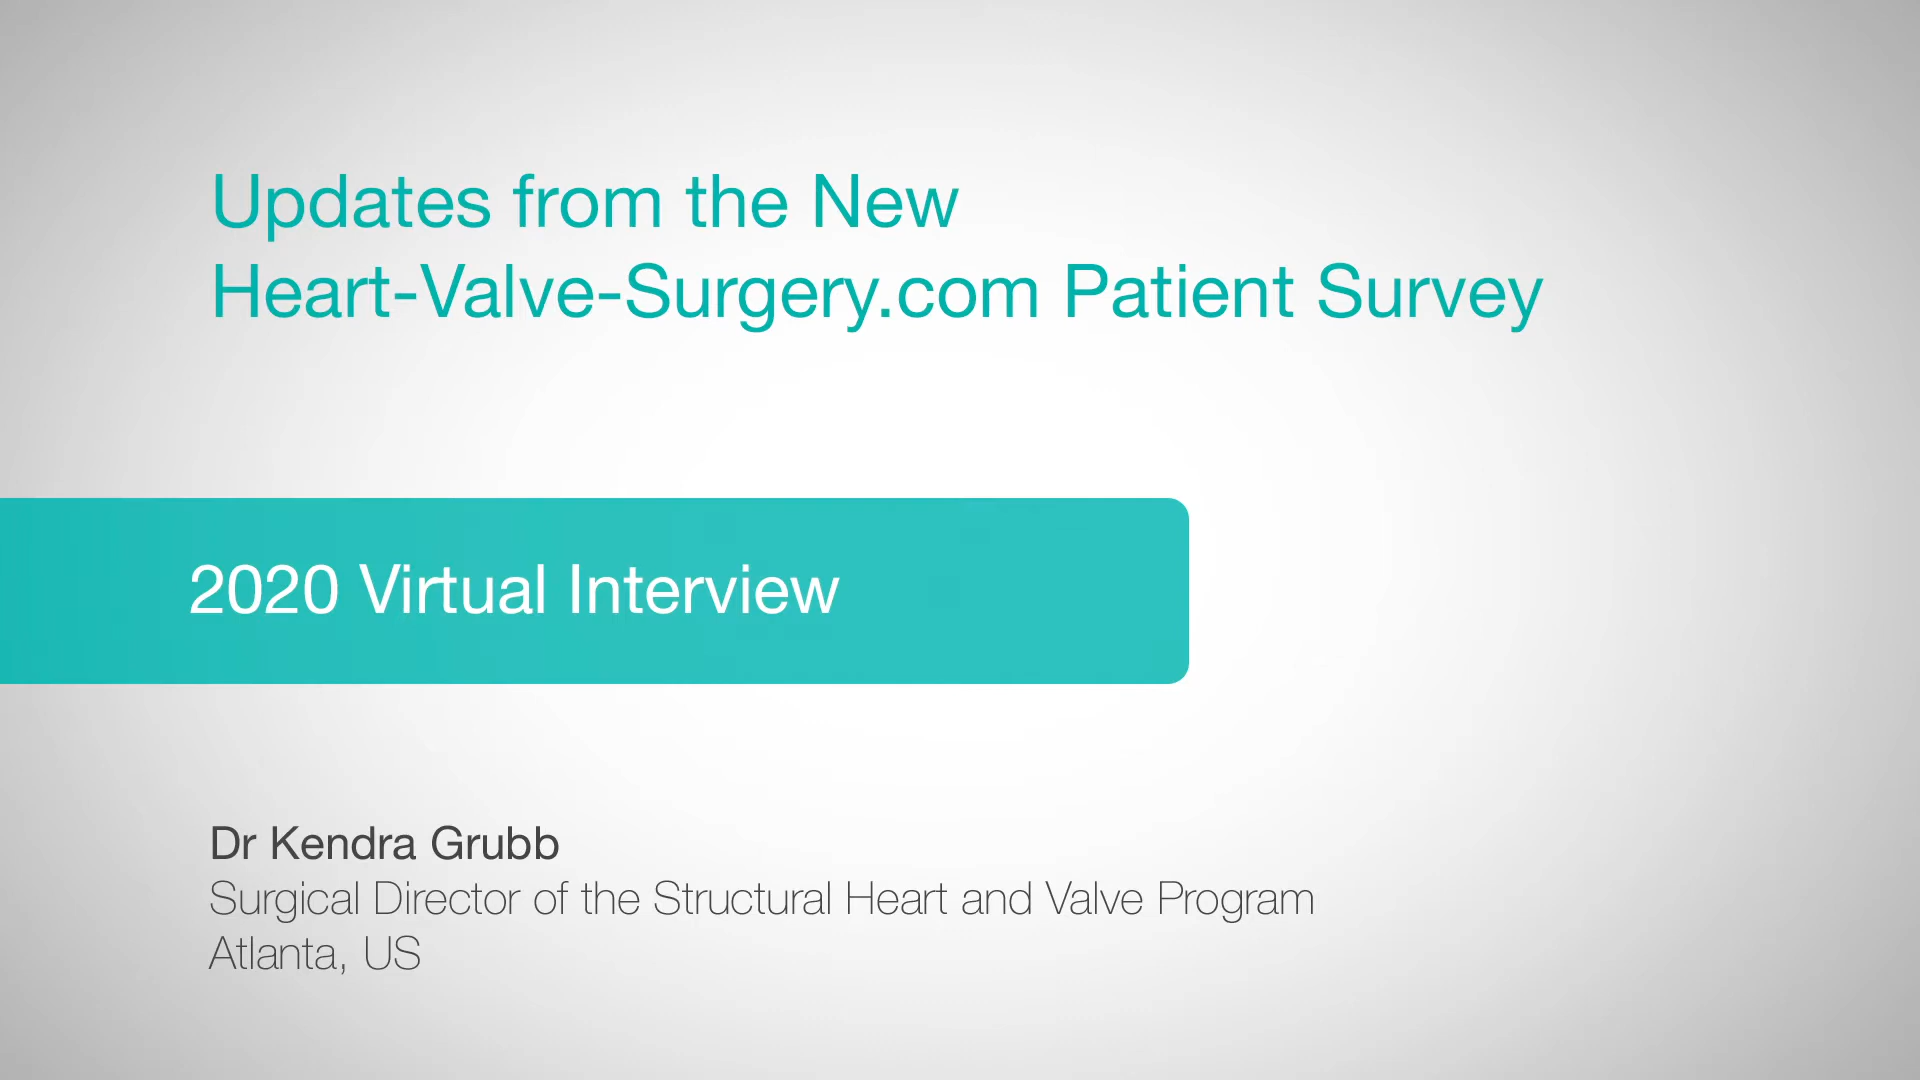 Updates from the New
Heart-Valve-Surgery.com Patient Survey
2020 Virtual Interview
Dr Kendra Grubb
Surgical Director of the Structural Heart and Valve Program
Atlanta, US